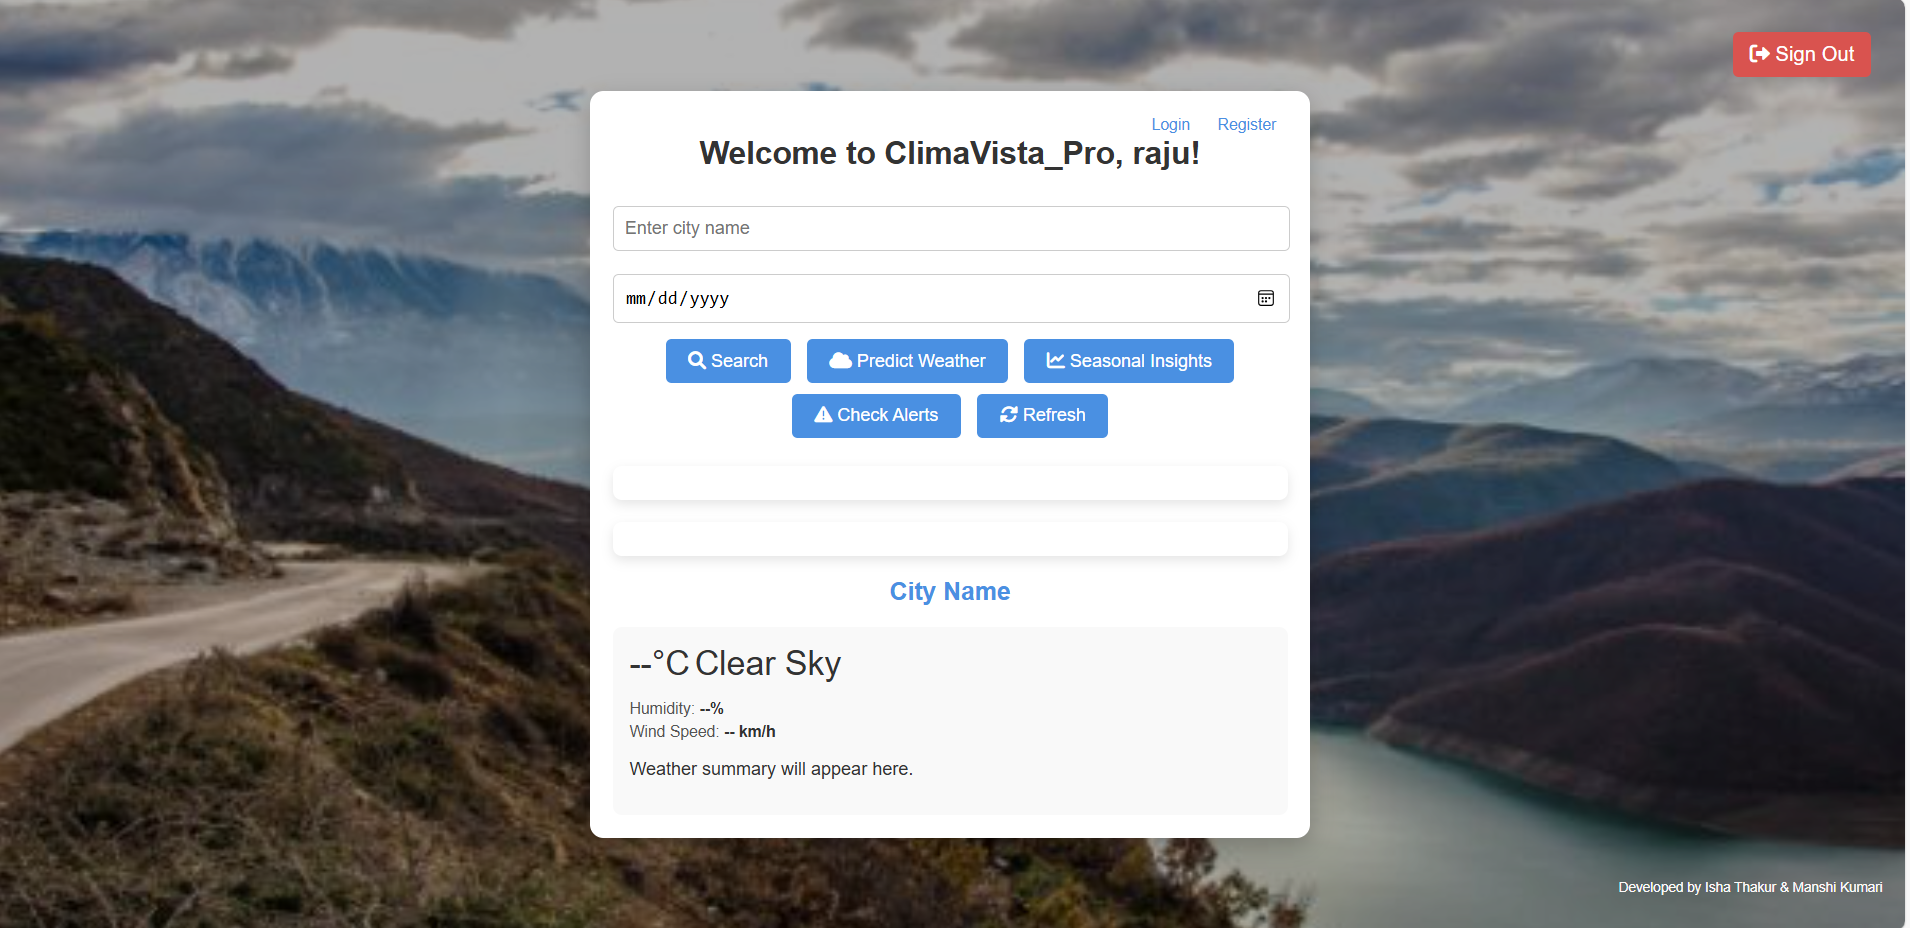 Sign Out
Login Register
Welcome to ClimaVista_Pro, raju!
Enter city name
mm/dd/yyyy
Search Predict Weather Seasonal Insights
Check Alerts Refresh
City Name
--°C Clear Sky
Humidity: --%
Wind Speed: -- km/h
Weather summary will appear here.
Developed by Isha Thakur & Manshi Kumari